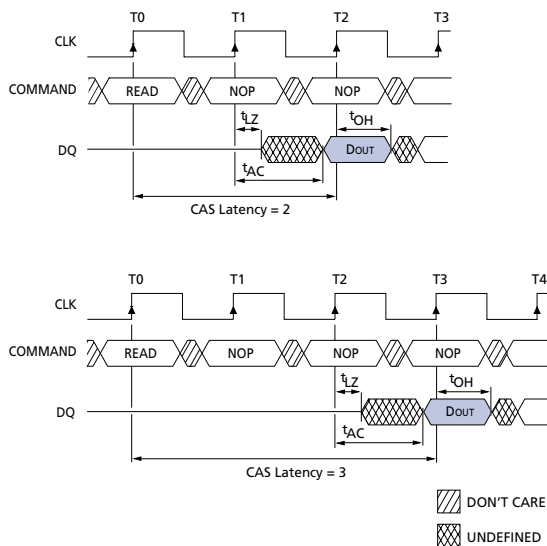 T0 T1 T2 T3
CLK
COMMAND READ NOP NOP
tLZ tOH
DQ DOUT
tAC
CAS Latency = 2
T0 T1 T2 T3 T4
CLK
COMMAND READ NOP NOP NOP
tLZ tOH
DQ DOUT
tAC
CAS Latency = 3
DON'T CARE
UNDEFINED